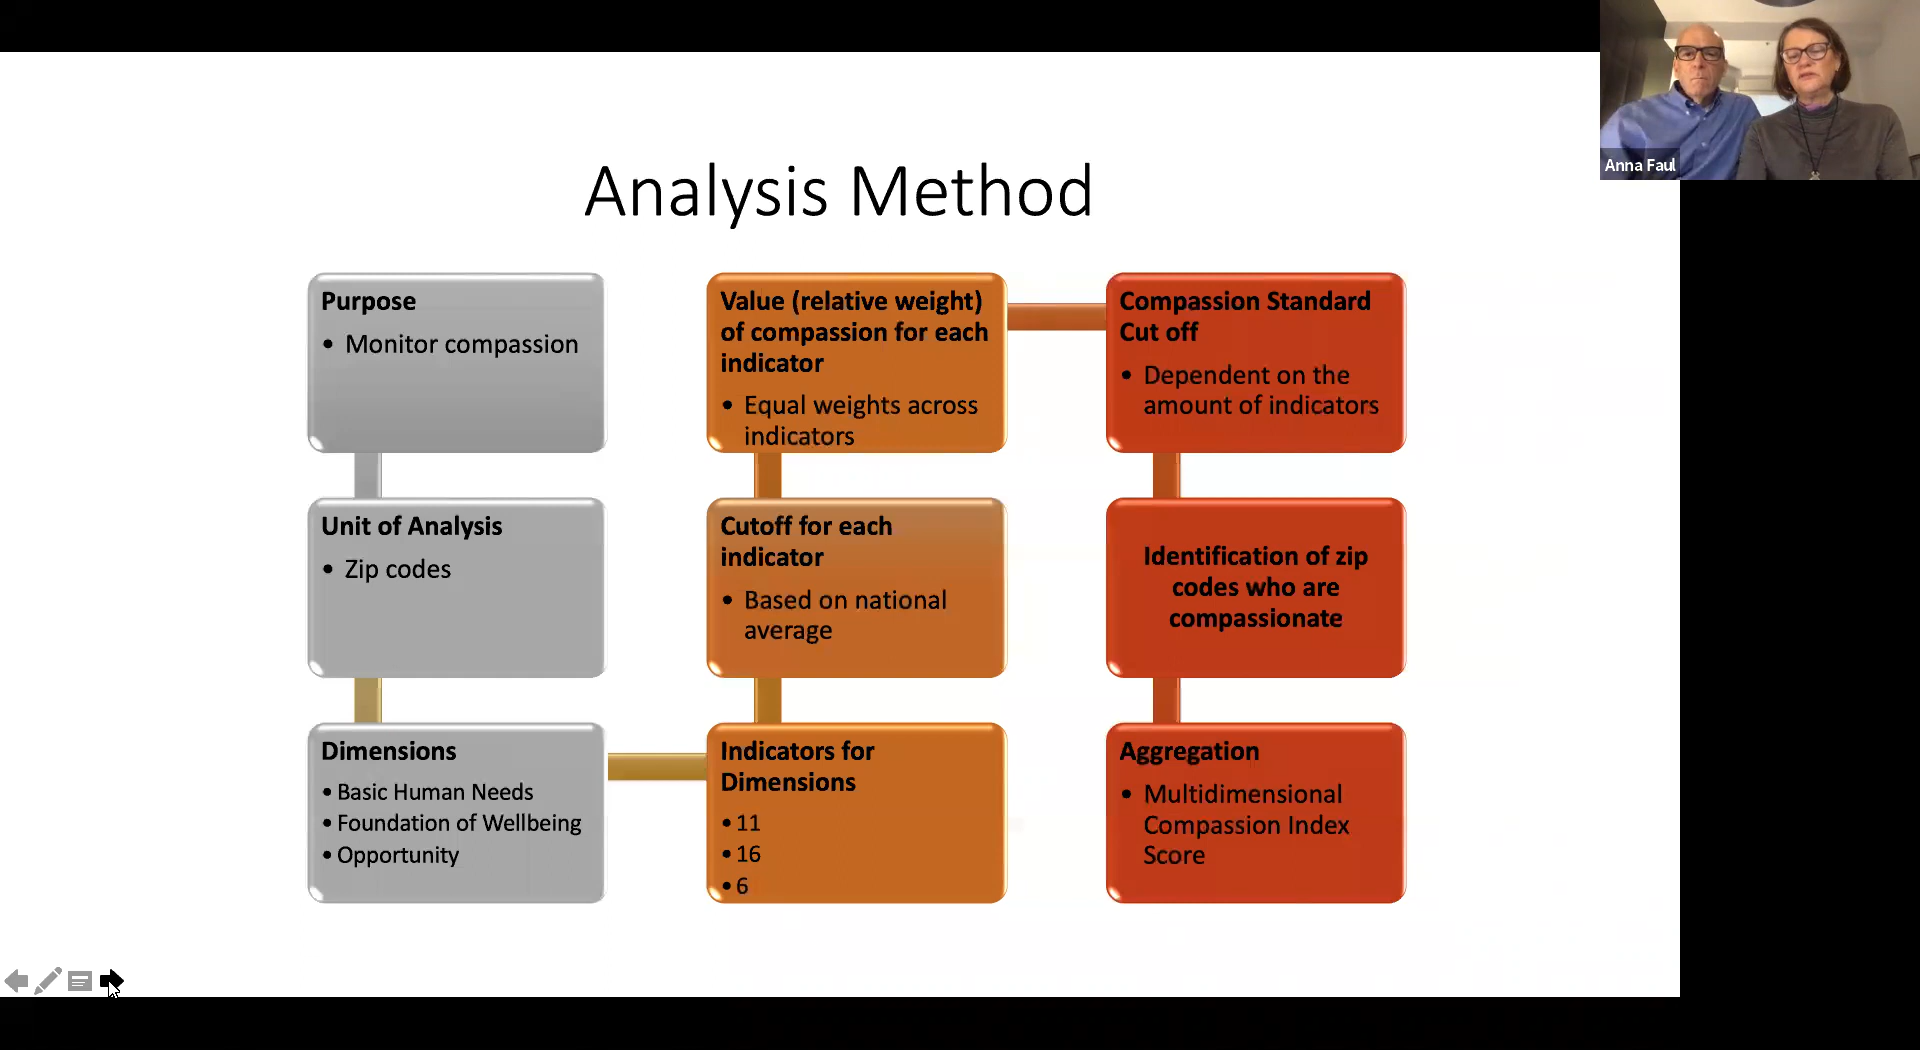 Analysis Method
Purpose
• Monitor compassion
Unit of Analysis
• Zip codes
Dimensions
• Basic Human Needs
• Foundation of Wellbeing
• Opportunity
Indicators for
Dimensions
• 11
• 16
• 6
Cutoff for each
indicator
• Based on national
average
Value (relative weight)
of compassion for each
indicator
• Equal weights across
indicators
Compassion Standard
Cut off
• Dependent on the
amount of indicators
Identification of zip
codes who are
compassionate
Aggregation
• Multidimensional
Compassion Index
Score
Anna Faul